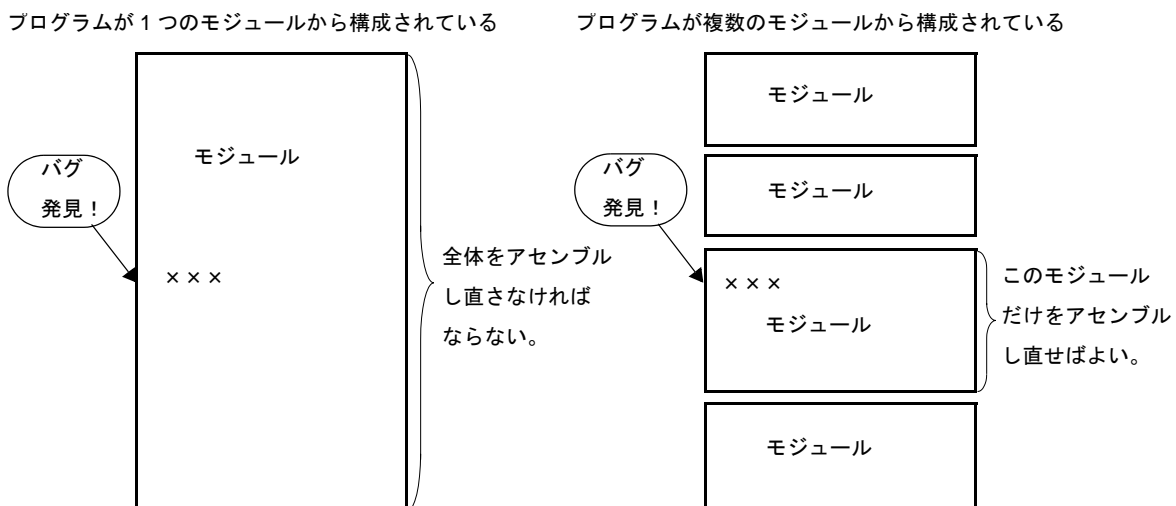 プログラムが1つのモジュールから構成されている
モジュール
バグ
発見！
×××
全体をアセンブル
し直さなければ
ならない。
プログラムが複数のモジュールから構成されている
モジュール
バグ
発見！
モジュール
×××
モジュール
このモジュール
だけをアセンブル
し直せばよい。
モジュール